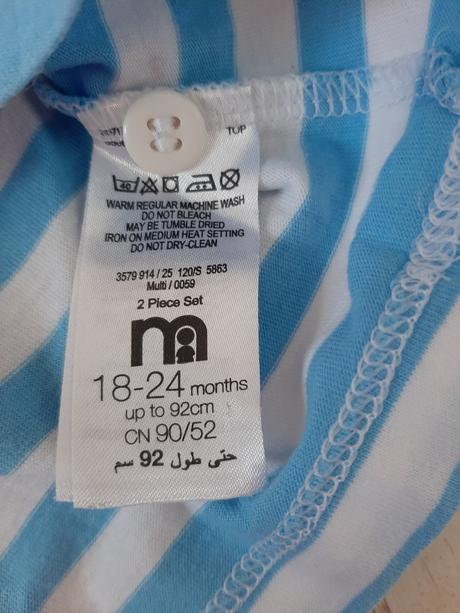 TOP
40
WARM REGULAR MACHINE WASH
DO NOT BLEACH
MAY BE TUMBLE DRIED
IRON ON MEDIUM HEAT SETTING
DO NOT DRY-CLEAN
3579 914 / 25 120/S 5863
Multi / 0059
2 Piece Set
m
18-24 months
up to 92cm
CN 90/52
حتى طول 92 سم